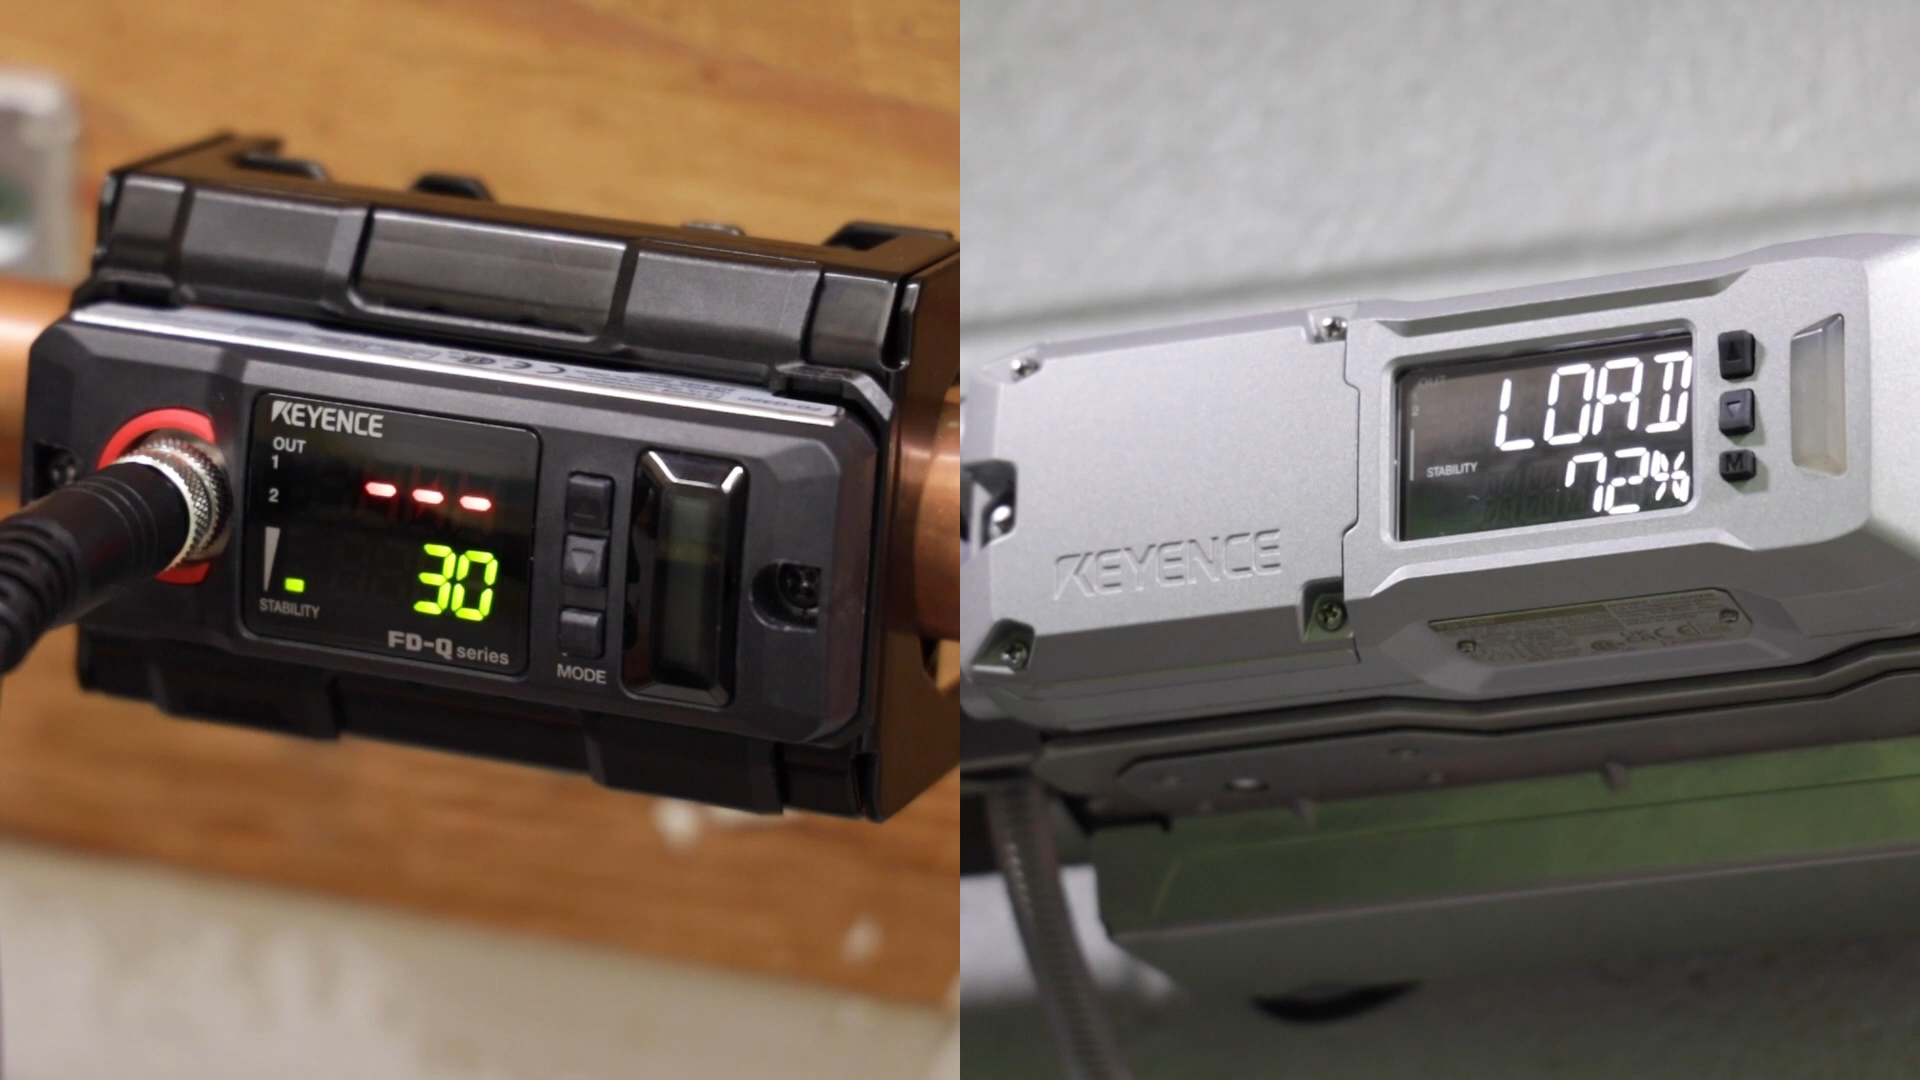 KEYENCE
OUT
1
2
---
30
STABILITY
FD-Q series
MODE
KEYENCE
OUT
2
LOAD
STABILITY
72%
M